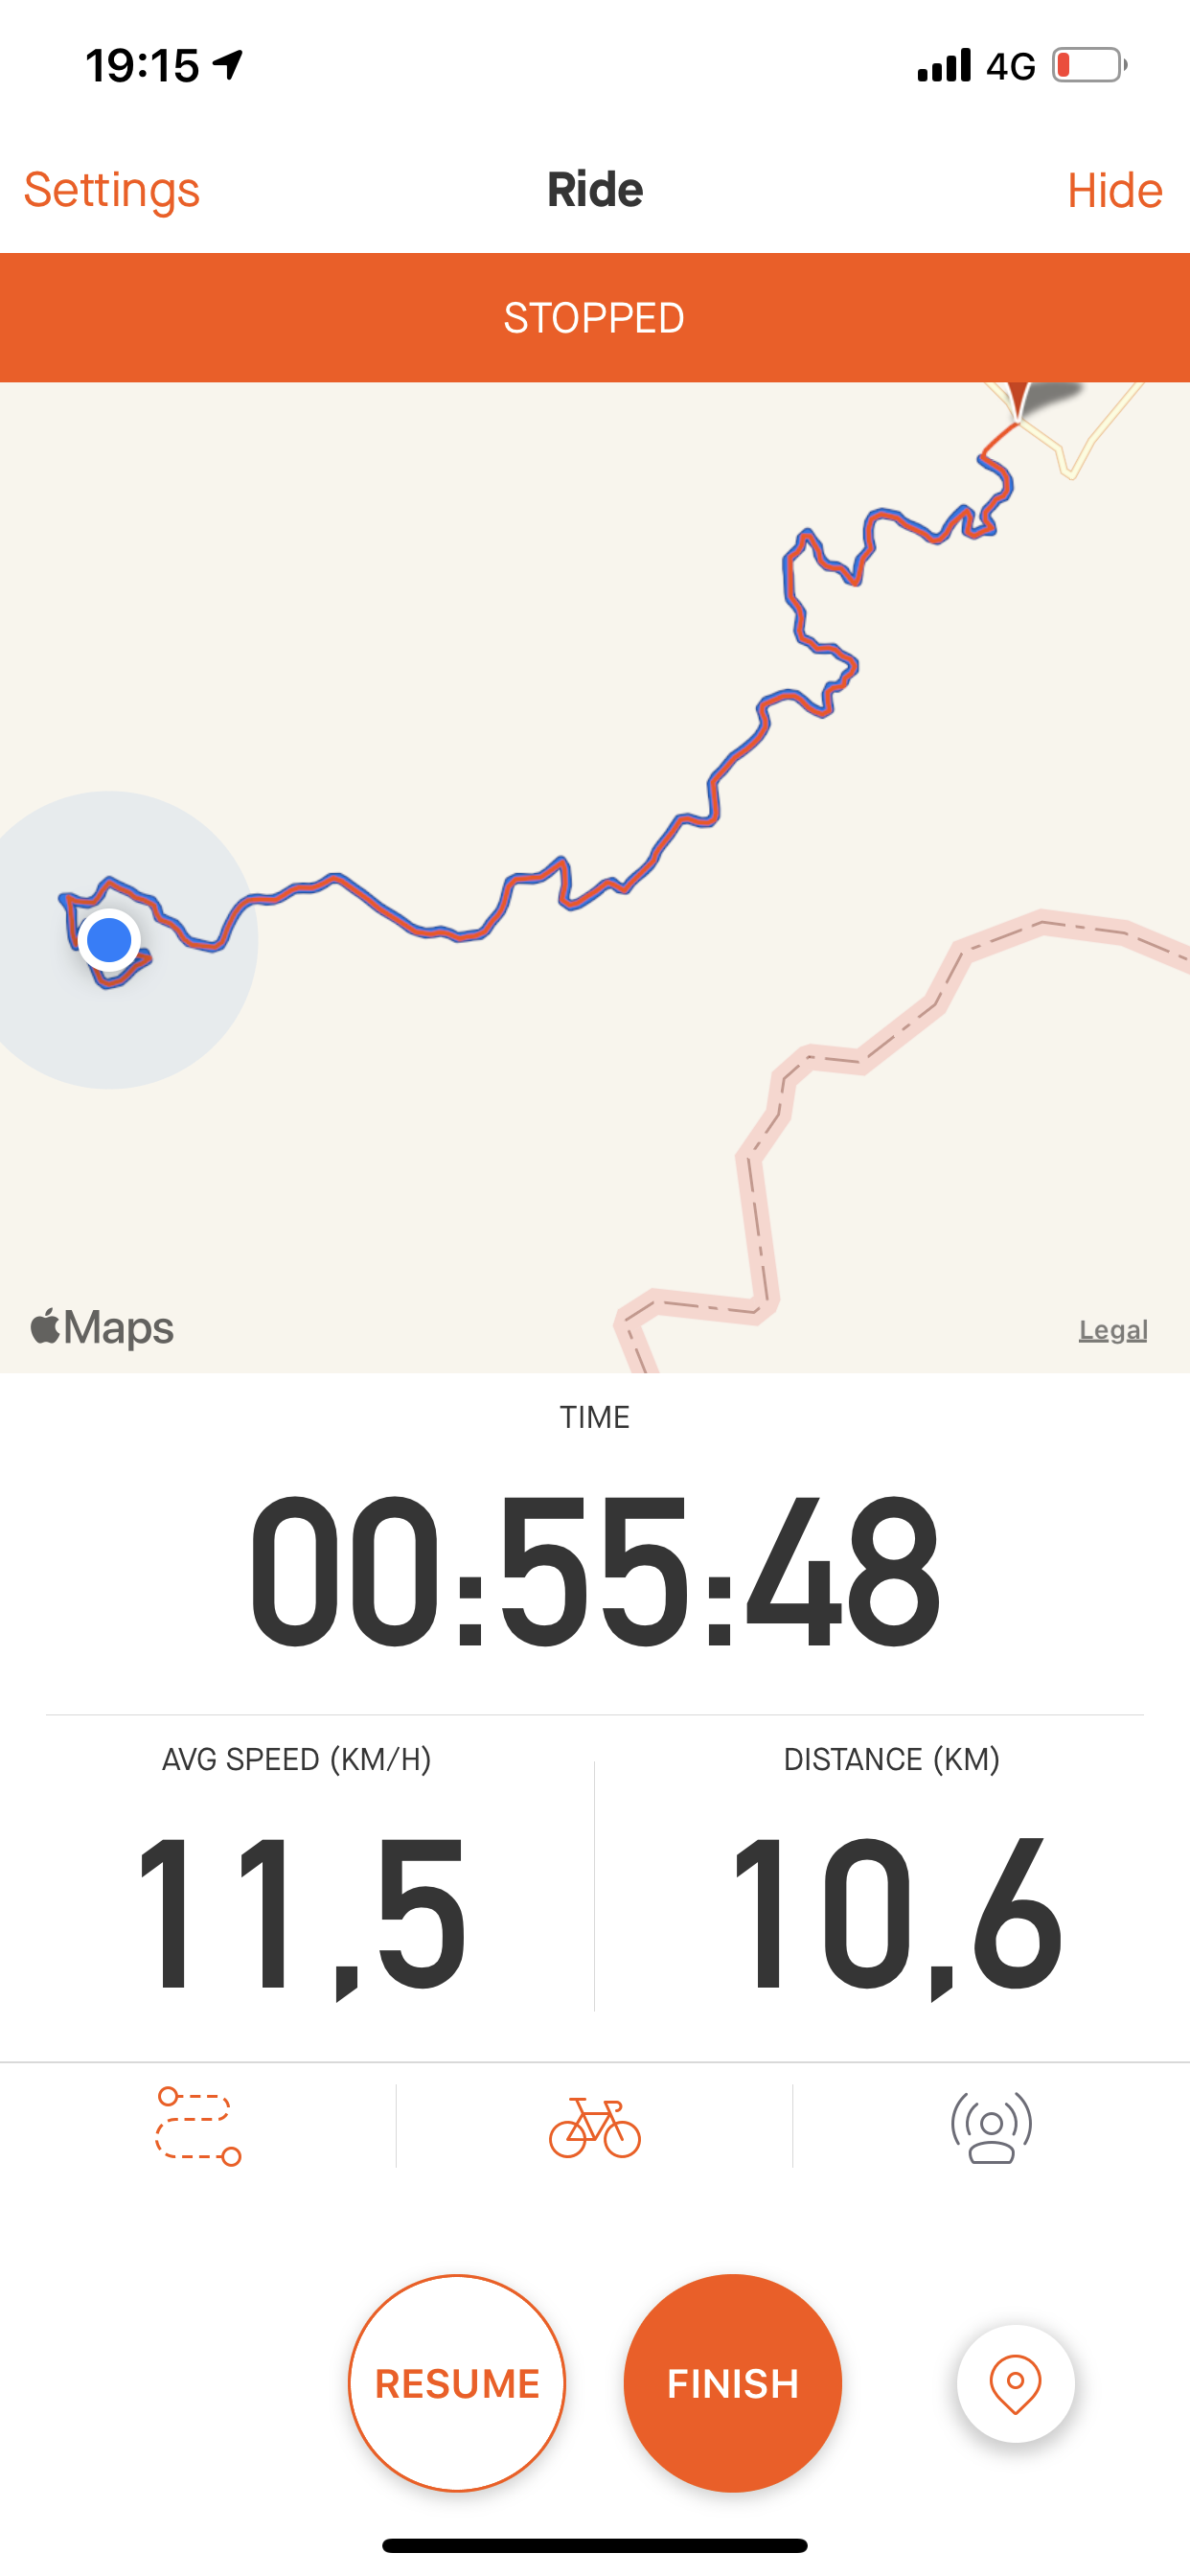 19:15 4G
Settings Ride Hide
STOPPED
Maps Legal
TIME
00:55:48
AVG SPEED (KM/H) DISTANCE (KM)
11,5 10,6
RESUME FINISH